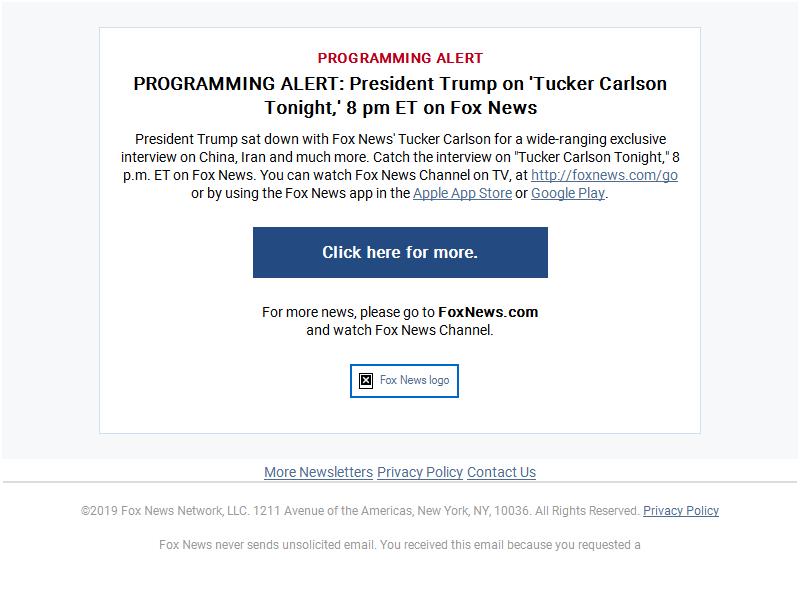 PROGRAMMING ALERT
PROGRAMMING ALERT: President Trump on 'Tucker Carlson
Tonight,' 8 pm ET on Fox News
President Trump sat down with Fox News' Tucker Carlson for a wide-ranging exclusive
interview on China, Iran and much more. Catch the interview on "Tucker Carlson Tonight," 8
p.m. ET on Fox News. You can watch Fox News Channel on TV, at http://foxnews.com/go
or by using the Fox News app in the Apple App Store or Google Play.
Click here for more.
For more news, please go to FoxNews.com
and watch Fox News Channel.
Fox News logo
More Newsletters Privacy Policy Contact Us
©2019 Fox News Network, LLC. 1211 Avenue of the Americas, New York, NY, 10036. All Rights Reserved. Privacy Policy
Fox News never sends unsolicited email. You received this email because you requested a